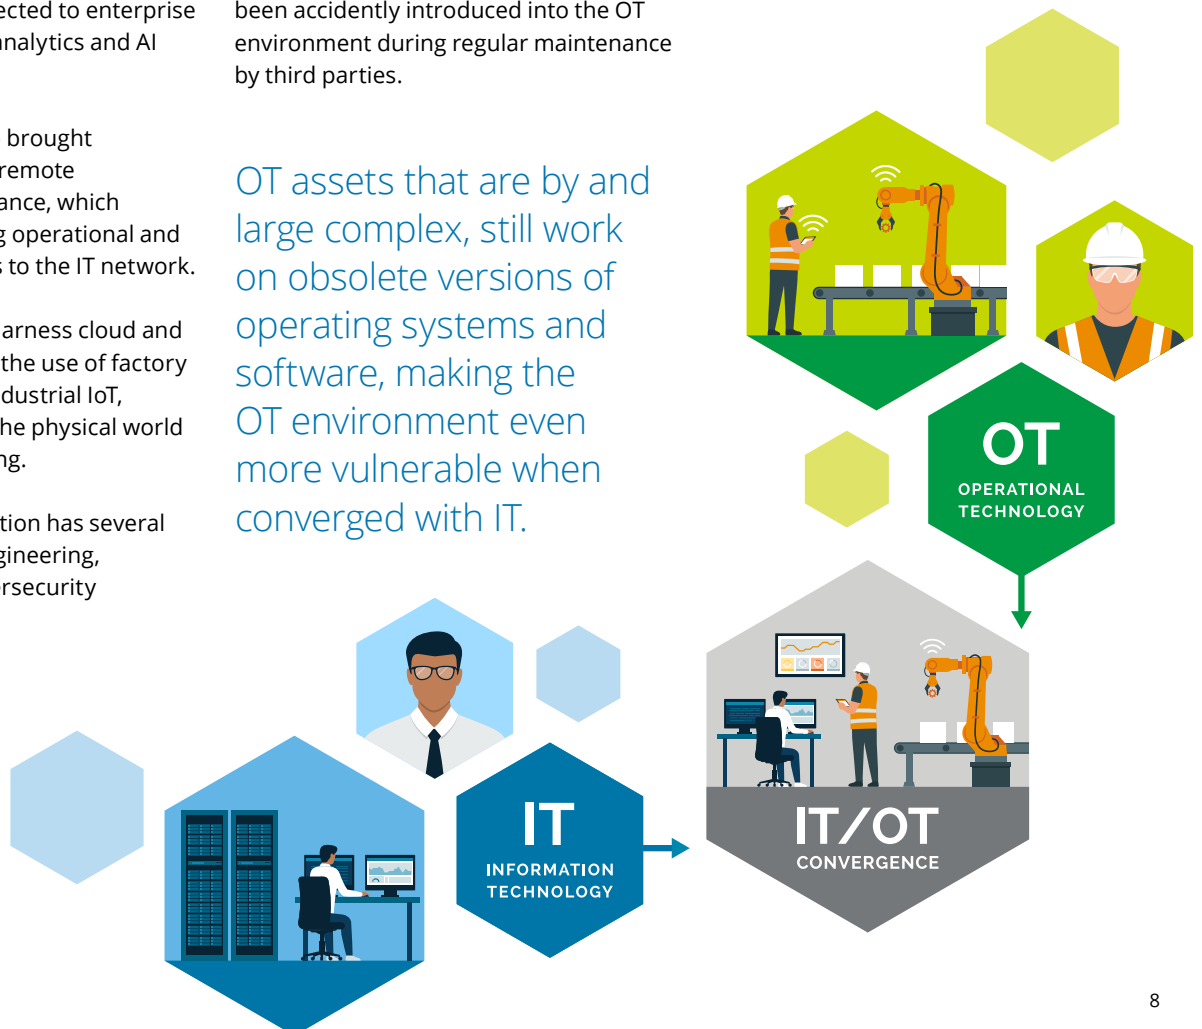 ected to enterprise
analytics and AI
brought
remote
ance, which
g operational and
s to the IT network.
arness cloud and
the use of factory
dustrial IoT,
he physical world
ng.
tion has several
gineering,
ersecurity
been accidently introduced into the OT
environment during regular maintenance
by third parties.
OT assets that are by and
large complex, still work
on obsolete versions of
operating systems and
software, making the
OT environment even
more vulnerable when
converged with IT.
OT
OPERATIONAL
TECHNOLOGY
IT
INFORMATION
TECHNOLOGY
IT/OT
CONVERGENCE
8